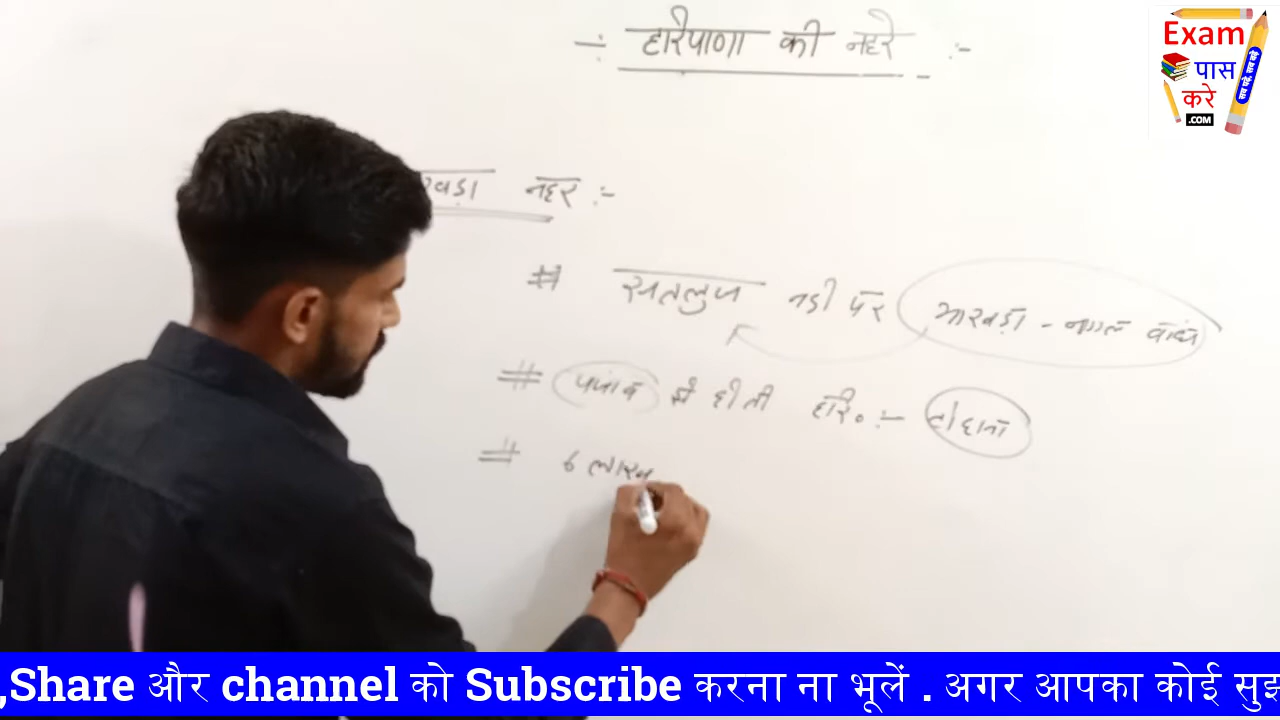 -: हरियाणा की नहरे :-
Exam
पास
करे
.COM
नहर :-
# सतलुज नदी पर भाखड़ा - नंगल बांध
# पंजाब से होती हरि० :- टोहाना
# 6 लाख
,Share और channel को Subscribe करना ना भूलें . अगर आपका कोई सुझ